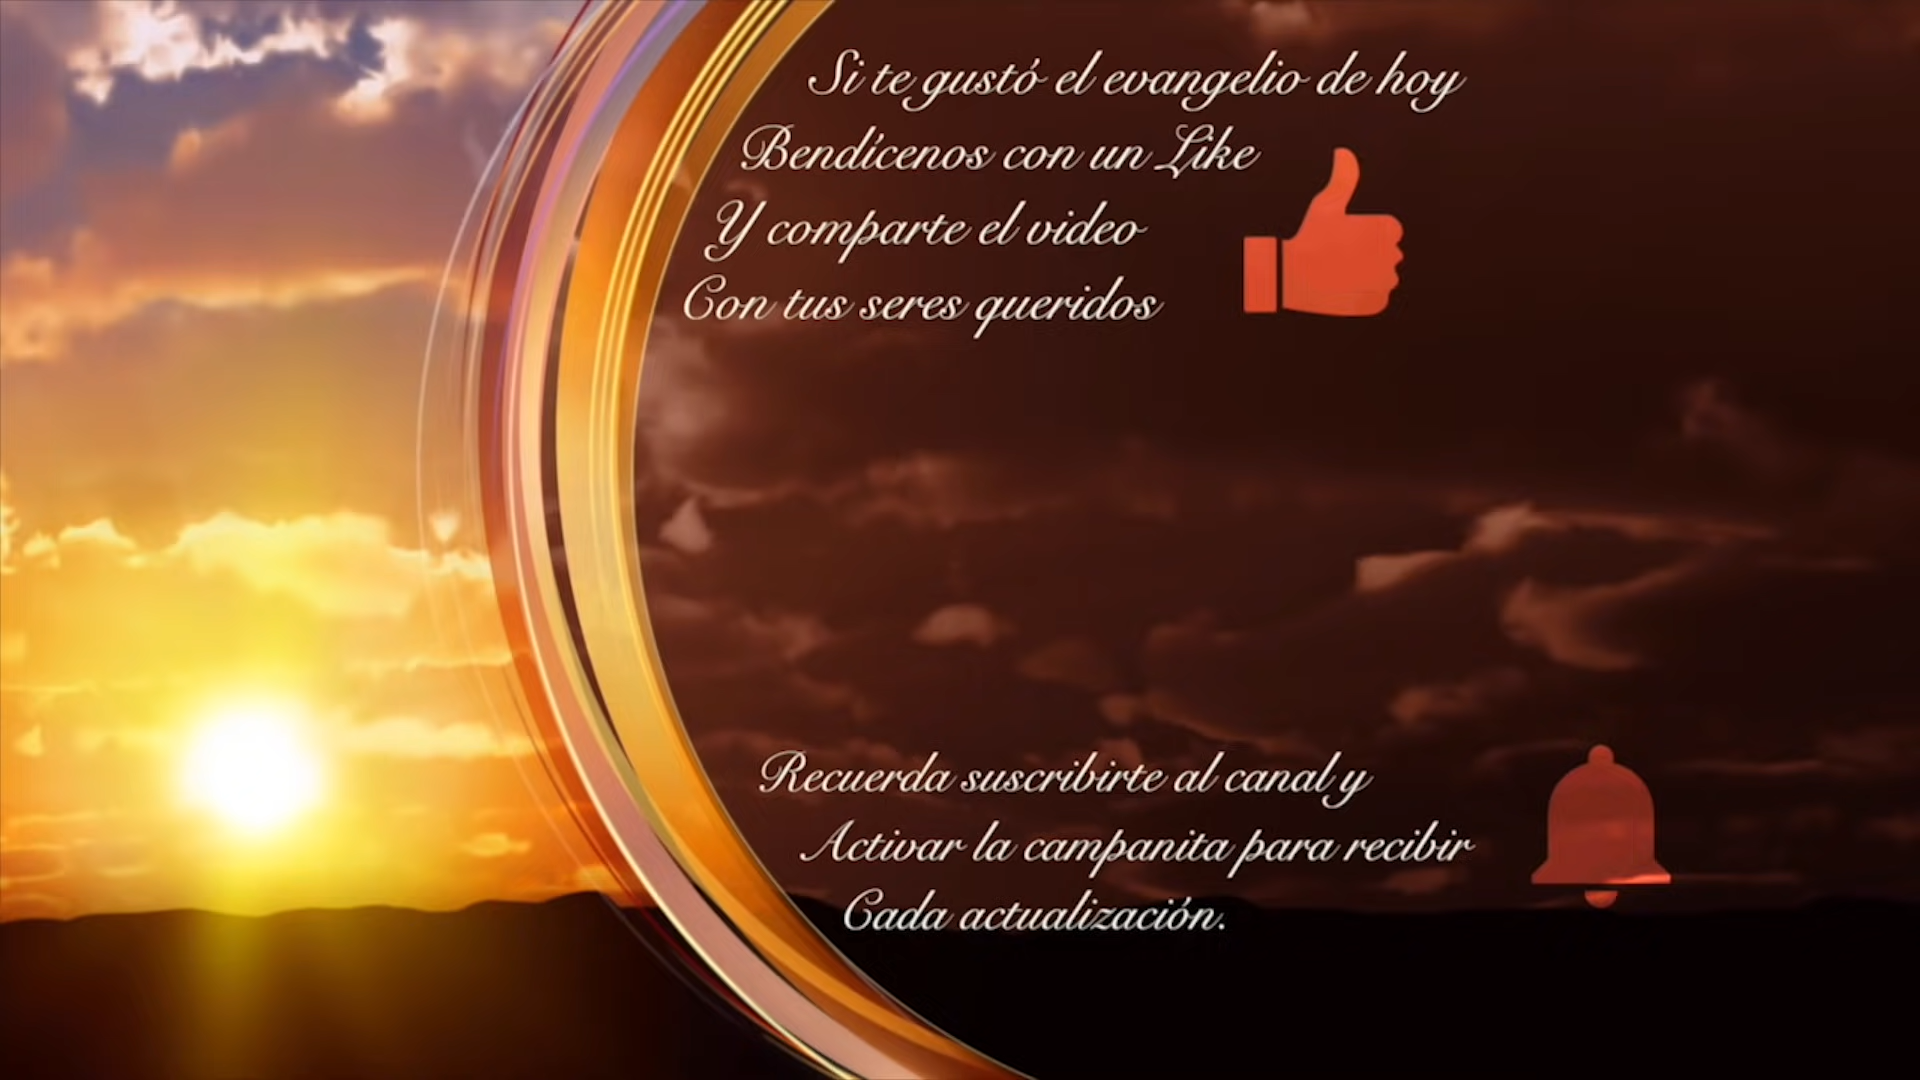 Si te gustó el evangelio de hoy
Bendícenos con un Like
Y comparte el video
Con tus seres queridos
Recuerda suscribirte al canal y
Activar la campanita para recibir
Cada actualización.